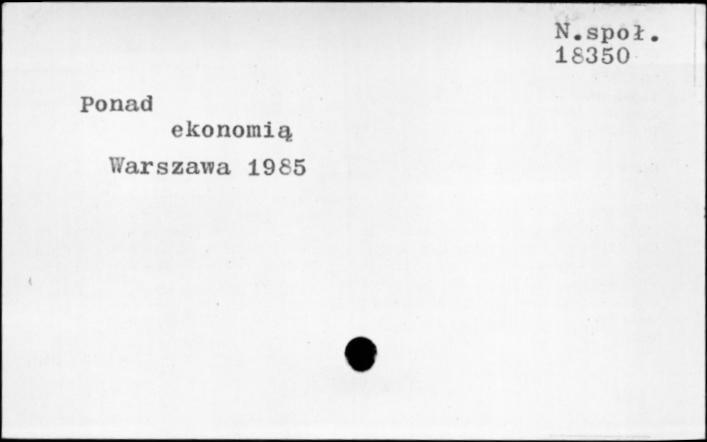 N.społ.
18350
Ponad
ekonomią
Warszawa 1985